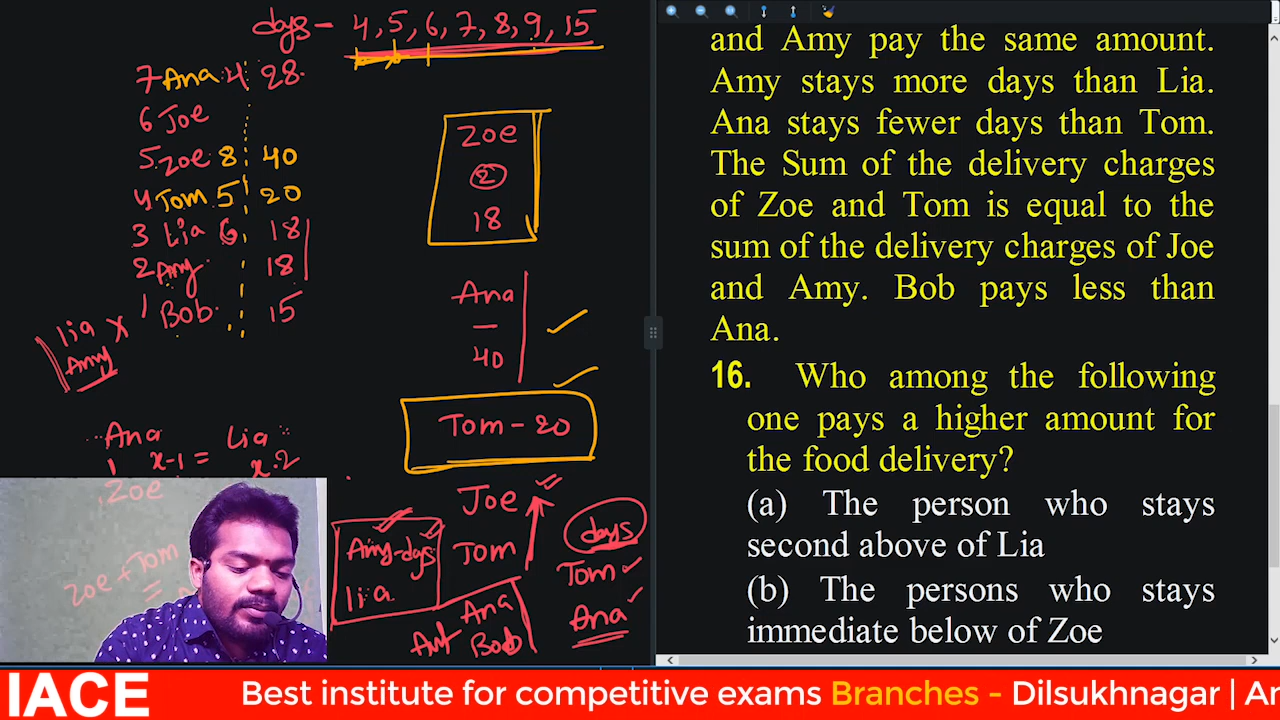 days - 4, 5, 6, 7, 8, 9, 15
7 Ana 4 28
6 Joe
5 Zoe 8 40
4 Tom 5 20
3 Lia 6 18
2 Amy 18
1 Bob 15
lia x
Amy
Zoe
2
18
Ana
40
Tom - 20
Ana Lia
1 x-1 = x.2
Zoe
Zoe + Tom
=
Joe
Tom
Ana
Bob
Amy-days
lia
days
Tom
Ana
and Amy pay the same amount.
Amy stays more days than Lia.
Ana stays fewer days than Tom.
The Sum of the delivery charges
of Zoe and Tom is equal to the
sum of the delivery charges of Joe
and Amy. Bob pays less than
Ana.
16. Who among the following
one pays a higher amount for
the food delivery?
(a) The person who stays
second above of Lia
(b) The persons who stays
immediate below of Zoe
IACE
Best institute for competitive exams Branches - Dilsukhnagar |